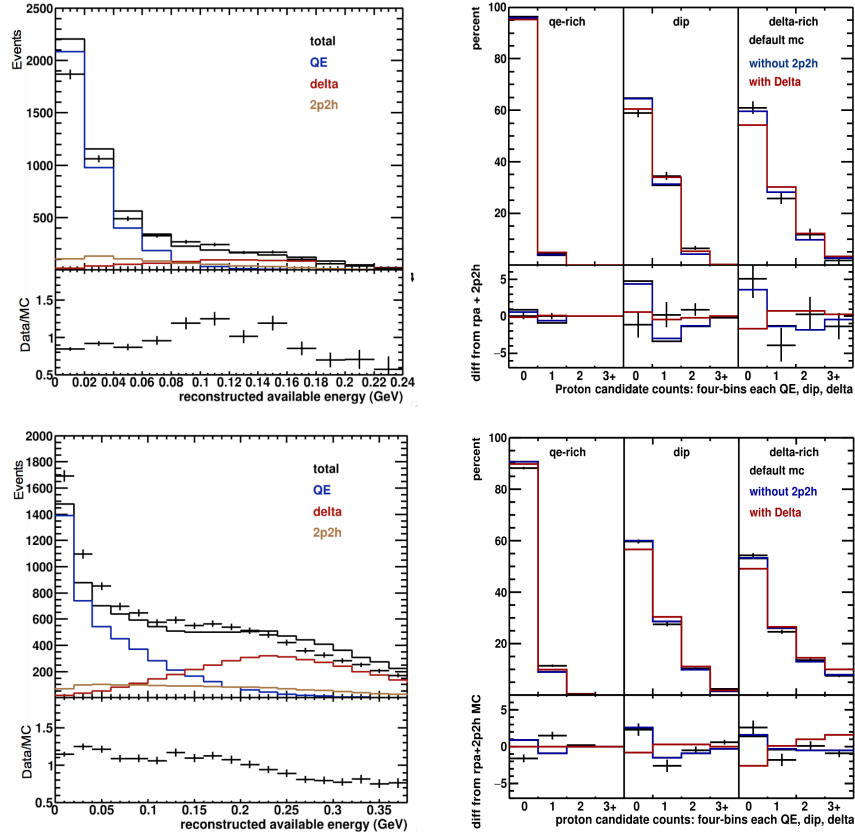 2500
2000
1500
1000
500
Events
total
QE
delta
2p2h
1.5
1
0.5
Data/MC
0 0.02 0.04 0.06 0.08 0.1 0.12 0.14 0.16 0.18 0.2 0.22 0.24
reconstructed available energy (GeV)
100
80
60
40
20
percent
qe-rich dip delta-rich
default mc
without 2p2h
with Delta
5
0
−5
diff from rpa + 2p2h
0 1 2 3+ 0 1 2 3+ 0 1 2 3+
Proton candidate counts: four-bins each QE, dip, delta
2000
1800
1600
1400
1200
1000
800
600
400
200
Events
total
QE
delta
2p2h
1.5
1
0.5
Data/MC
0 0.05 0.1 0.15 0.2 0.25 0.3 0.35
reconstructed available energy (GeV)
100
80
60
40
20
percent
qe-rich dip delta-rich
default mc
without 2p2h
with Delta
5
0
−5
diff from rpa+2p2h MC
0 1 2 3+ 0 1 2 3+ 0 1 2 3+
proton candidate counts: four-bins each QE, dip, delta